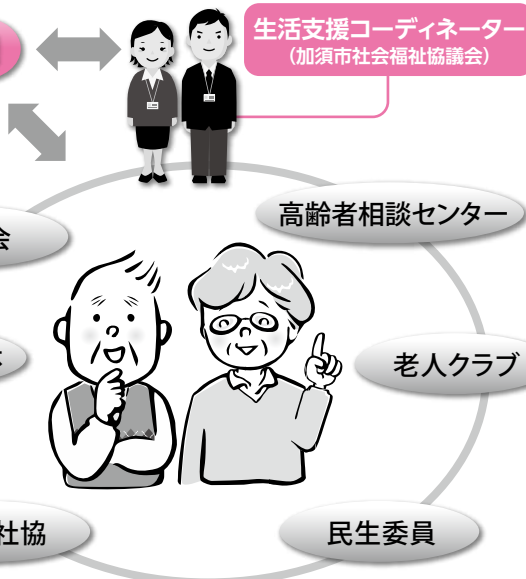 生活支援コーディネーター
（加須市社会福祉協議会）
高齢者相談センター
会
老人クラブ
社協
民生委員